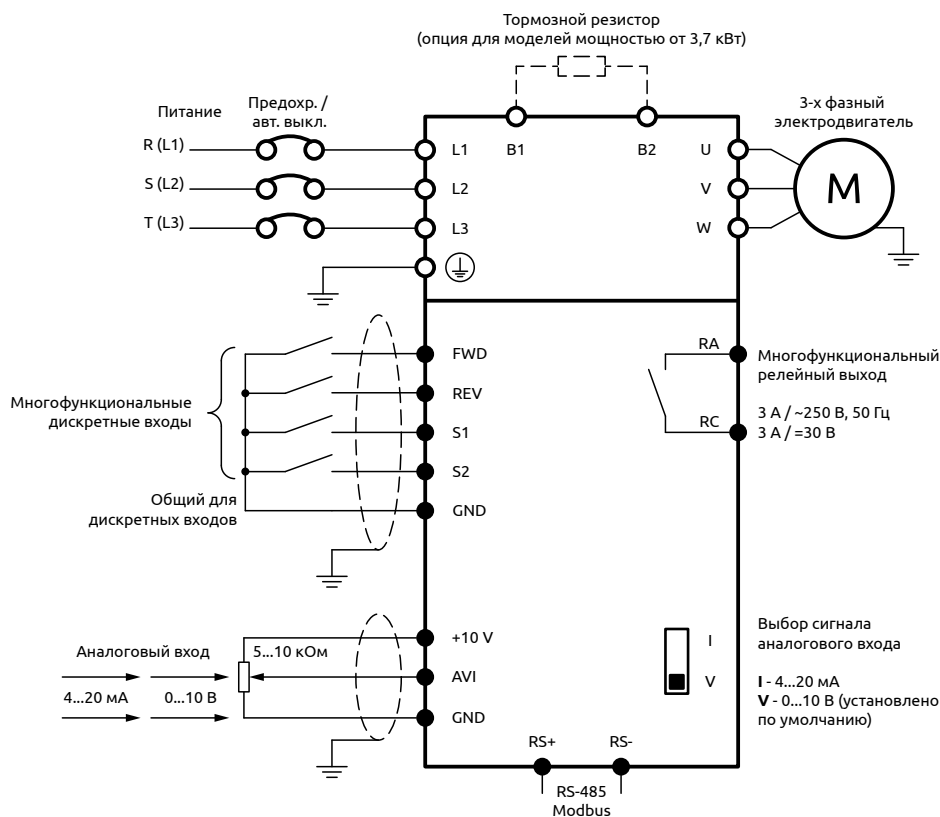 Тормозной резистор
(опция для моделей мощностью от 3,7 кВт)
Питание
Предохр. /
авт. выкл.
3-х фазный
электродвигатель
R (L1)
L1
B1
B2
U
S (L2)
L2
V
M
T (L3)
L3
W
Многофункциональные
дискретные входы
FWD
REV
S1
S2
Общий для
дискретных входов
GND
RA
RC
Многофункциональный
релейный выход
3 А / ~250 В, 50 Гц
3 А / =30 В
Аналоговый вход
4...20 мА
0...10 В
5...10 кОм
+10 V
AVI
GND
I
V
Выбор сигнала
аналогового входа
I - 4...20 мА
V - 0...10 В (установлено
по умолчанию)
RS+
RS-
RS-485
Modbus